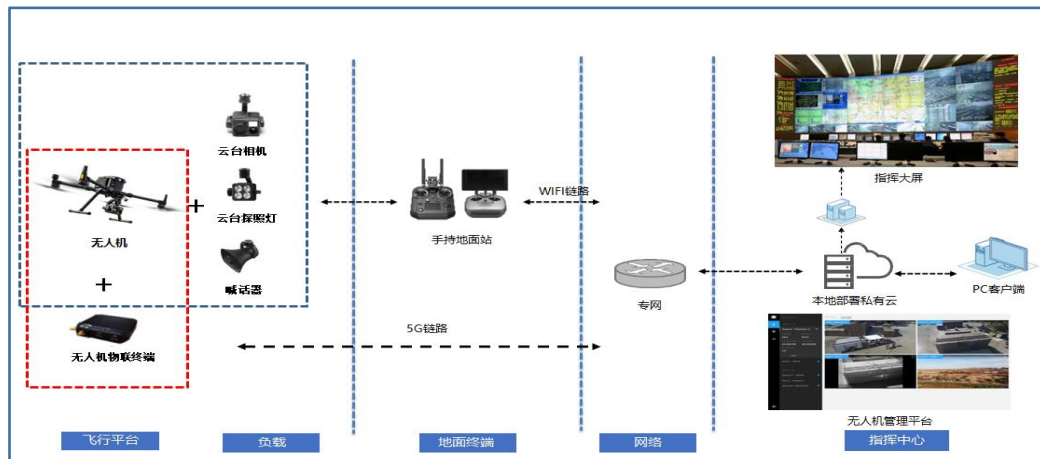 云台相机
无人机
+
云台探照灯
+
喊话器
无人机物联终端
手持地面站
WIFI链路
5G链路
专网
指挥大屏
本地部署私有云
PC客户端
无人机管理平台
飞行平台
负载
地面终端
网络
指挥中心